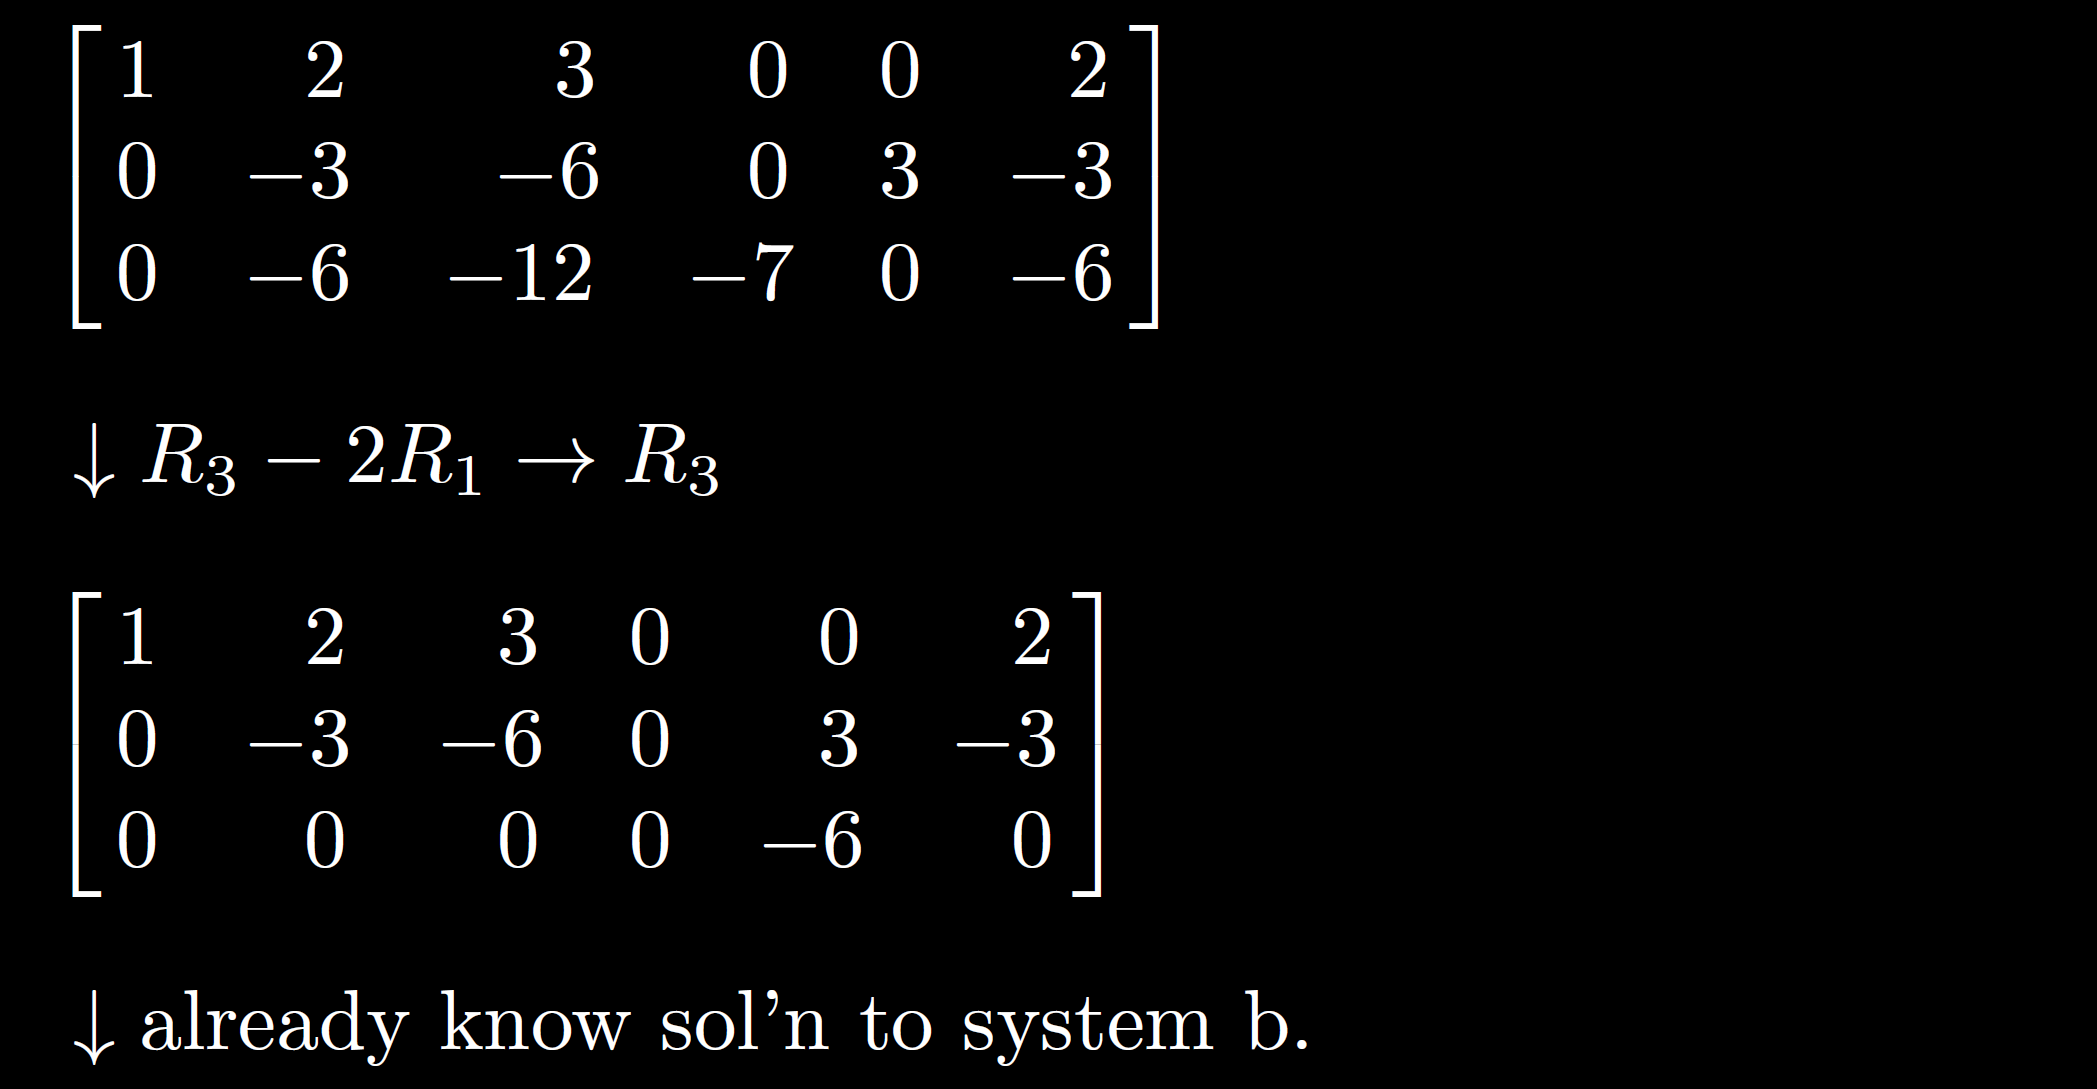 1 2 3 0 0 2
0 −3 −6 0 3 −3
0 −6 −12 −7 0 −6
↓ R₃ − 2R₁ → R₃
1 2 3 0 0 2
0 −3 −6 0 3 −3
0 0 0 0 −6 0
↓ already know sol’n to system b.